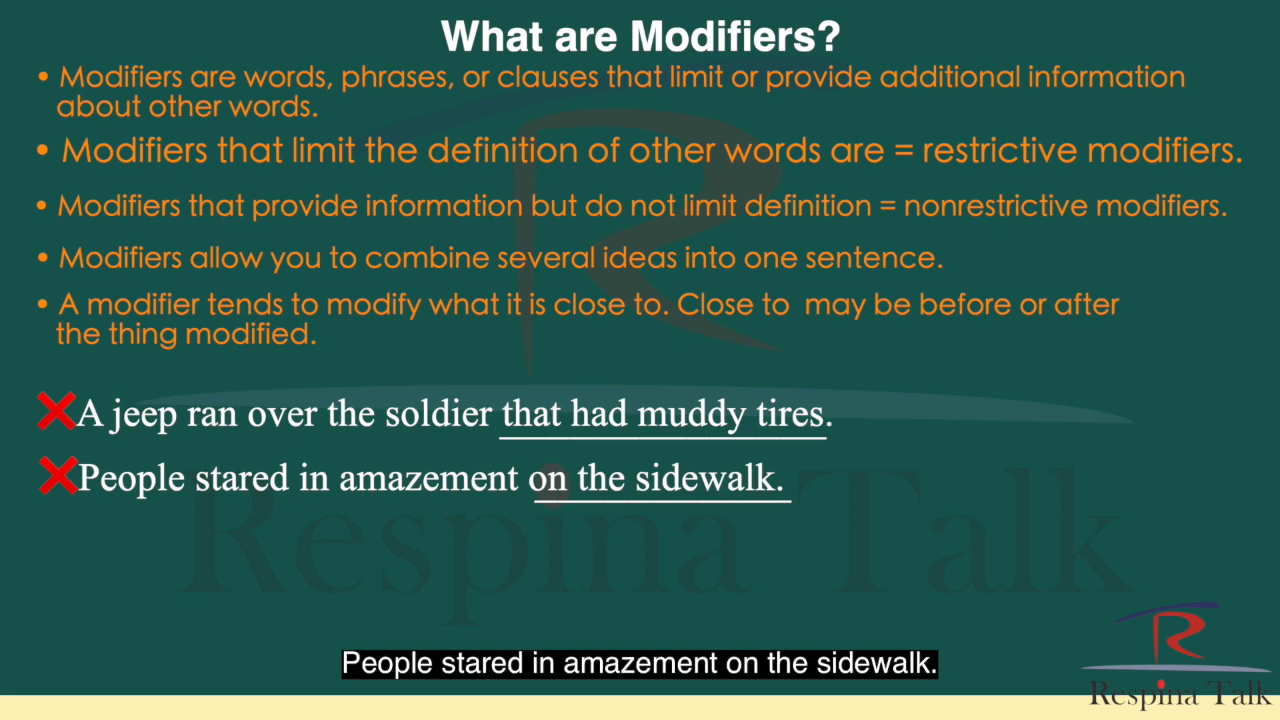 What are Modifiers?
• Modifiers are words, phrases, or clauses that limit or provide additional information
about other words.
• Modifiers that limit the definition of other words are = restrictive modifiers.
• Modifiers that provide information but do not limit definition = nonrestrictive modifiers.
• Modifiers allow you to combine several ideas into one sentence.
• A modifier tends to modify what it is close to. Close to may be before or after
the thing modified.
❌A jeep ran over the soldier that had muddy tires.
❌People stared in amazement on the sidewalk.
Respina Talk
People stared in amazement on the sidewalk.
Respina Talk